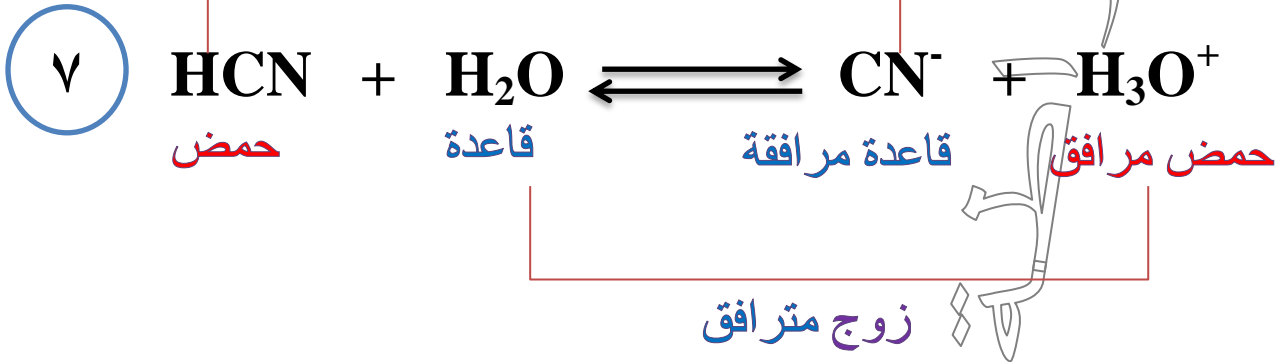 ٧ HCN + H₂O ⇌ CN⁻ + H₃O⁺
حمض قاعدة قاعدة مرافقة حمض مرافق
زوج مترافق